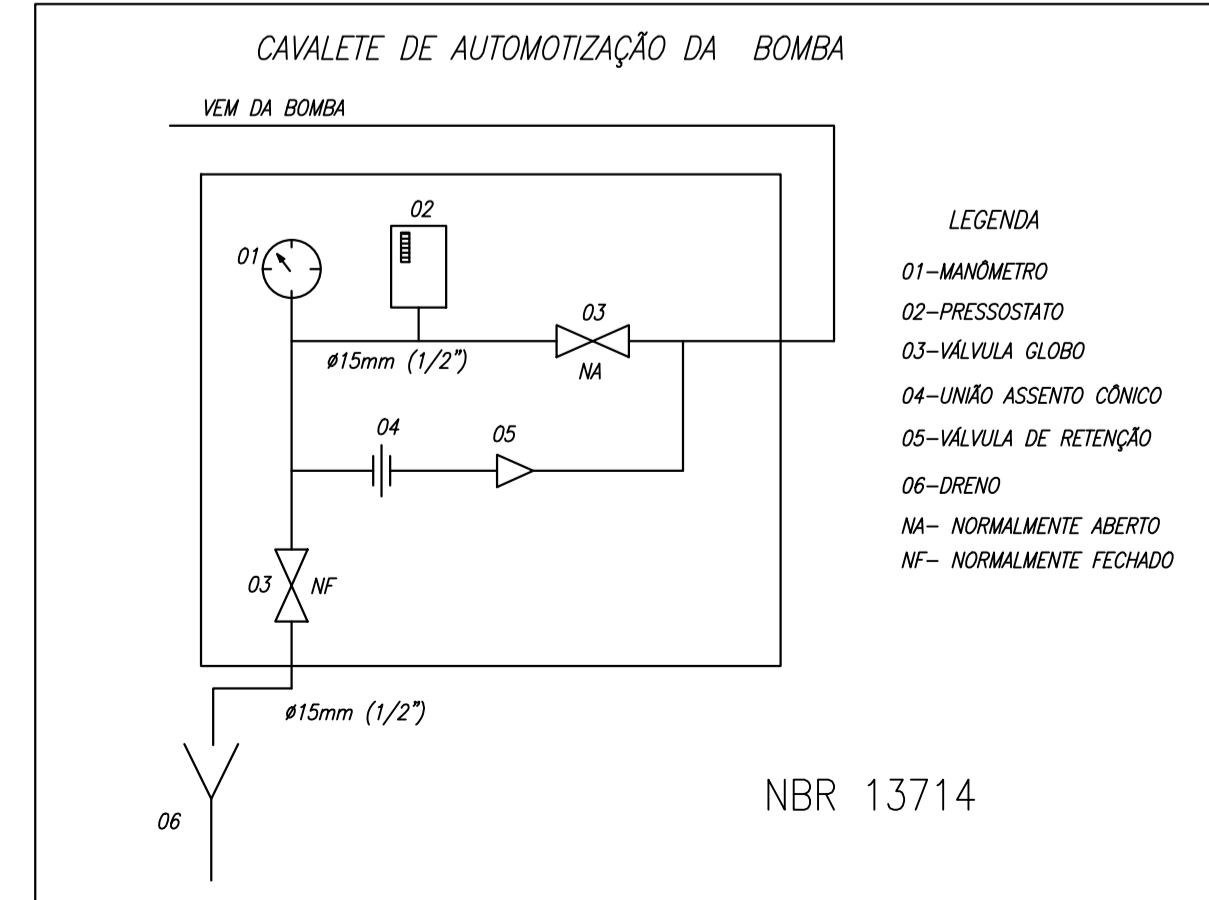 CAVALETE DE AUTOMOTIZAÇÃO DA BOMBA
VEM DA BOMBA
02
01
03
ø15mm (1/2")
NA
04
05
03
NF
ø15mm (1/2")
06
LEGENDA
01-MANÔMETRO
02-PRESSOSTATO
03-VÁLVULA GLOBO
04-UNIÃO ASSENTO CÔNICO
05-VÁLVULA DE RETENÇÃO
06-DRENO
NA- NORMALMENTE ABERTO
NF- NORMALMENTE FECHADO
NBR 13714